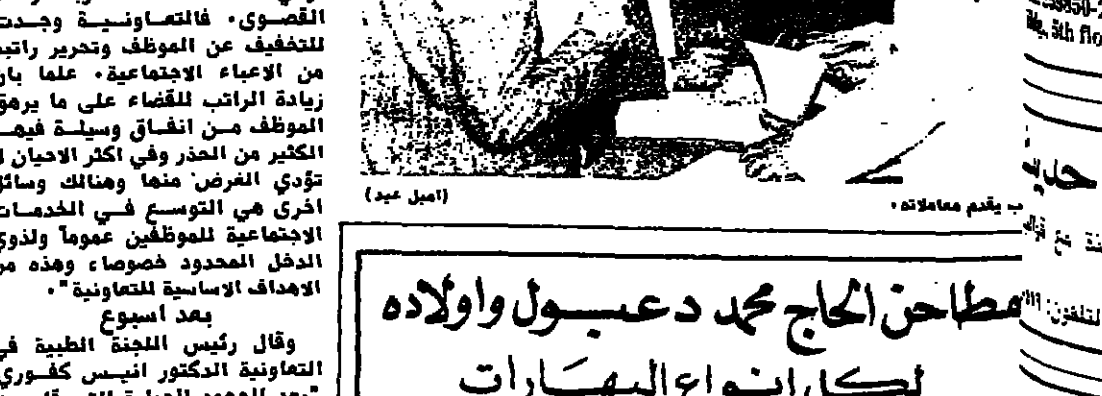 القصوى. فالتعاونية وجدت
للتخفيف عن الموظف وتحرير راتبه
من الاعباء الاجتماعية. علما بان
زيادة الراتب للقضاء على ما يرهق
الموظف من انفاق وسيلة فيها
الكثير من الحذر وفي اكثر الاحيان لا
تؤدي الغرض منها وهنالك وسائل
اخرى هي التوسع في الخدمات
الاجتماعية للموظفين عموماً ولذوي
الدخل المحدود خصوصاً وهذه من
الاهداف الاساسية للتعاونية".
بعد اسبوع
وقال رئيس اللجنة الطبية في
التعاونية الدكتور انيس كفوري
(اميل عيد)
ب يقدم معاملاته.
مطاحن الحاج محمد دعبول واولاده
لكل انواع البهارات
5th flo